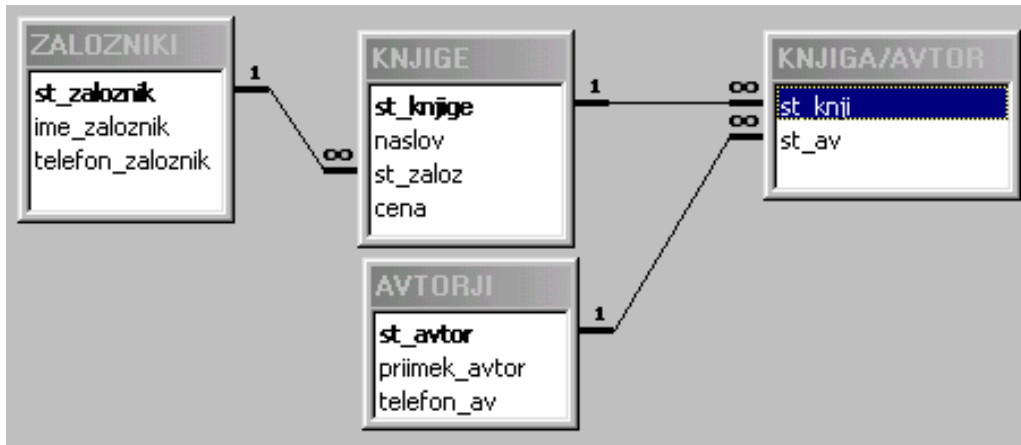 ZALOZNIKI
st_zaloznik
ime_zaloznik
telefon_zaloznik
1
∞
KNJIGE
st_knjige
naslov
st_zaloz
cena
1
∞
KNJIGA/AVTOR
st_knji
st_av
∞
AVTORJI
st_avtor
priimek_avtor
telefon_av
1